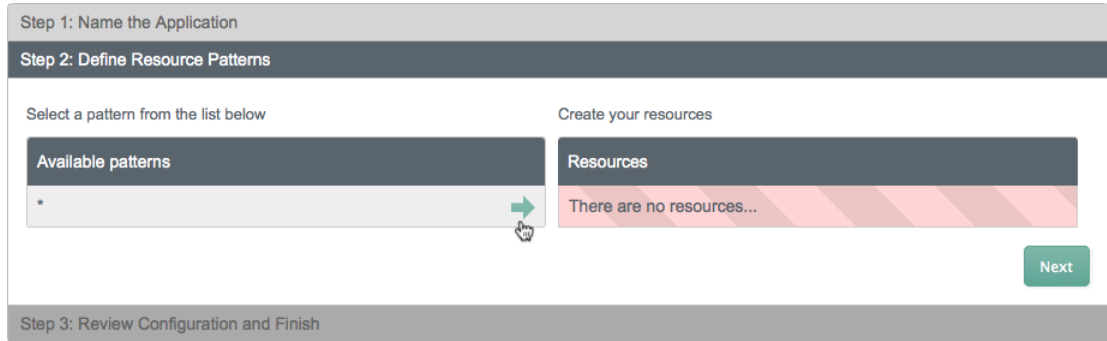 Step 1: Name the Application
Step 2: Define Resource Patterns
Select a pattern from the list below
Create your resources
Available patterns
Resources
*
There are no resources...
Next
Step 3: Review Configuration and Finish